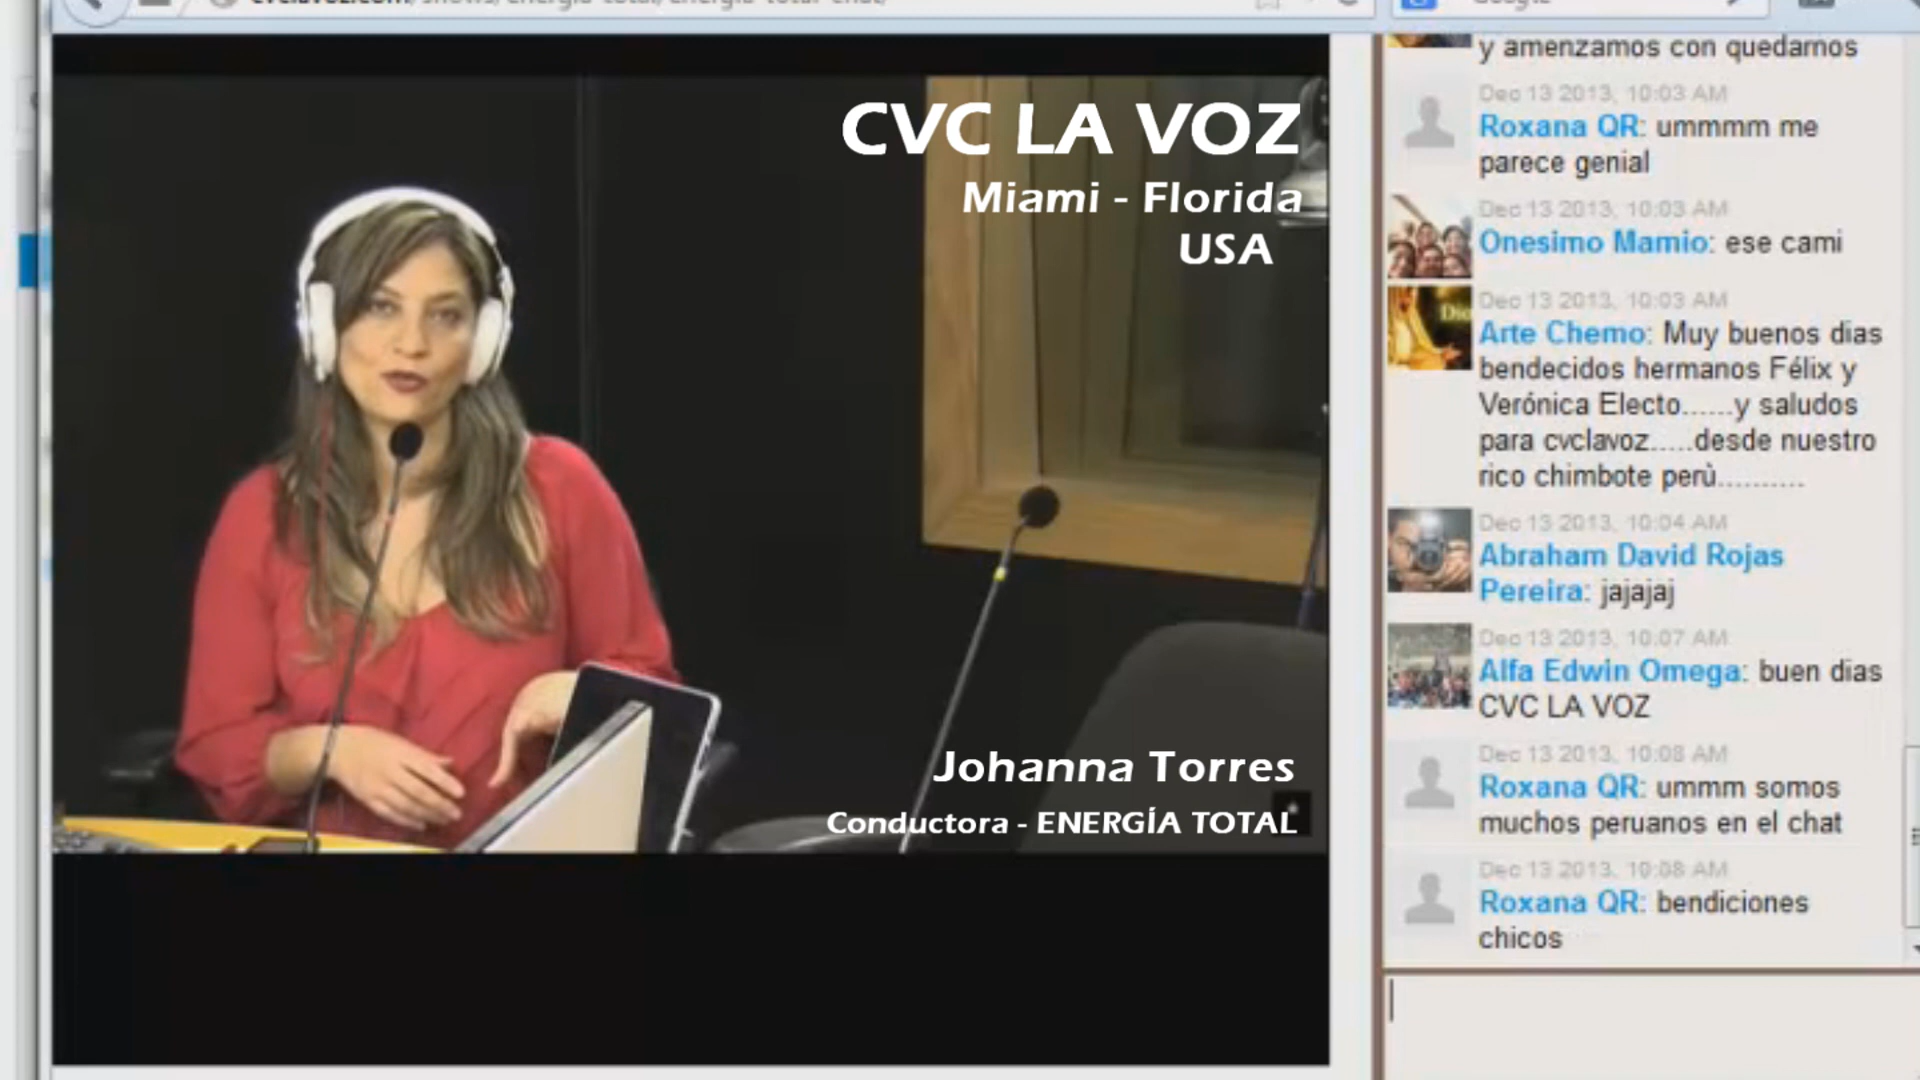 CVC LA VOZ
Miami - Florida
USA
Johanna Torres
Conductora - ENERGÍA TOTAL
y amenzamos con quedarnos
Dec 13 2013, 10:03 AM
Roxana QR: ummmm me
parece genial
Dec 13 2013, 10:03 AM
Onesimo Mamio: ese cami
Dec 13 2013, 10:03 AM
Arte Chemo: Muy buenos dias
bendecidos hermanos Félix y
Verónica Electo......y saludos
para cvclavoz.....desde nuestro
rico chimbote perù..........
Dec 13 2013, 10:04 AM
Abraham David Rojas
Pereira: jajajaj
Dec 13 2013, 10:07 AM
Alfa Edwin Omega: buen dias
CVC LA VOZ
Dec 13 2013, 10:08 AM
Roxana QR: ummm somos
muchos peruanos en el chat
Dec 13 2013, 10:08 AM
Roxana QR: bendiciones
chicos